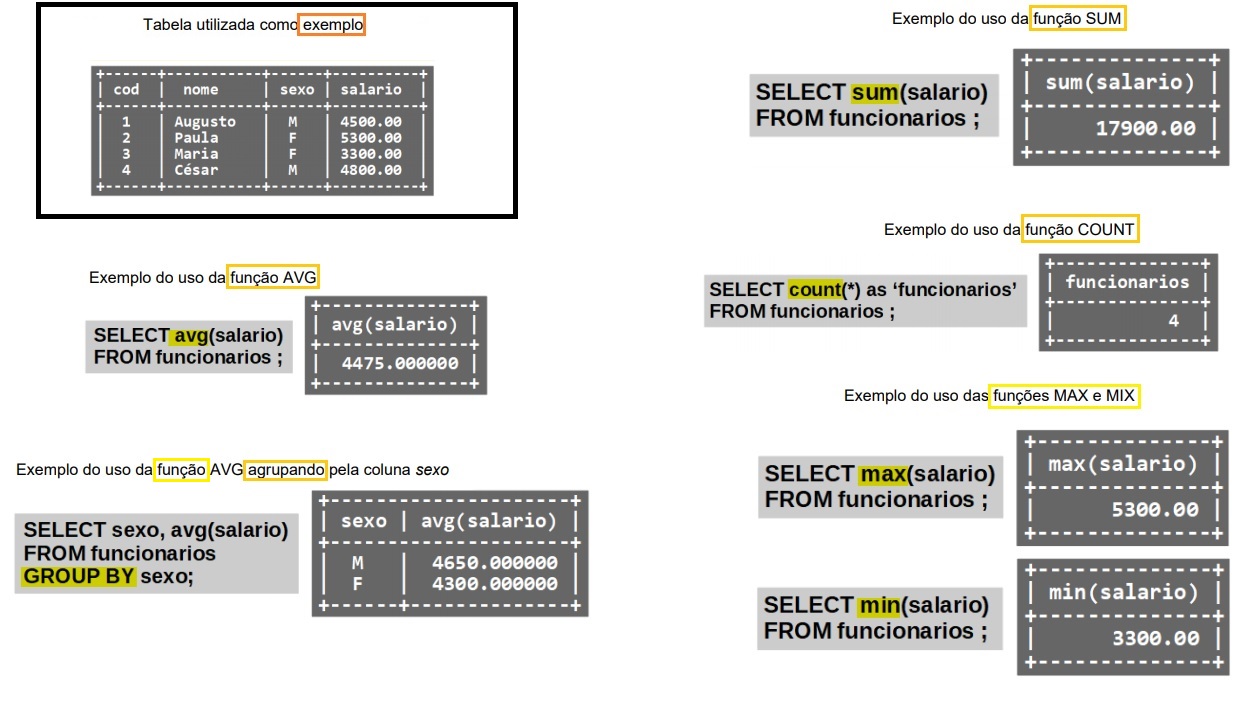 Tabela utilizada como exemplo
+------+-----------+------+----------+
| cod | nome | sexo | salario |
+------+-----------+------+----------+
| 1 | Augusto | M | 4500.00 |
| 2 | Paula | F | 5300.00 |
| 3 | Maria | F | 3300.00 |
| 4 | César | M | 4800.00 |
+------+-----------+------+----------+
Exemplo do uso da função AVG
SELECT avg(salario)
FROM funcionarios ;
+--------------+
| avg(salario) |
+--------------+
| 4475.000000 |
+--------------+
Exemplo do uso da função AVG agrupando pela coluna sexo
SELECT sexo, avg(salario)
FROM funcionarios
GROUP BY sexo;
+------+--------------+
| sexo | avg(salario) |
+------+--------------+
| M | 4650.000000 |
| F | 4300.000000 |
+------+--------------+
Exemplo do uso da função SUM
SELECT sum(salario)
FROM funcionarios ;
+--------------+
| sum(salario) |
+--------------+
| 17900.00 |
+--------------+
Exemplo do uso da função COUNT
SELECT count(*) as ‘funcionarios’
FROM funcionarios ;
+--------------+
| funcionarios |
+--------------+
| 4 |
+--------------+
Exemplo do uso das funções MAX e MIX
SELECT max(salario)
FROM funcionarios ;
+--------------+
| max(salario) |
+--------------+
| 5300.00 |
+--------------+
SELECT min(salario)
FROM funcionarios ;
+--------------+
| min(salario) |
+--------------+
| 3300.00 |
+--------------+